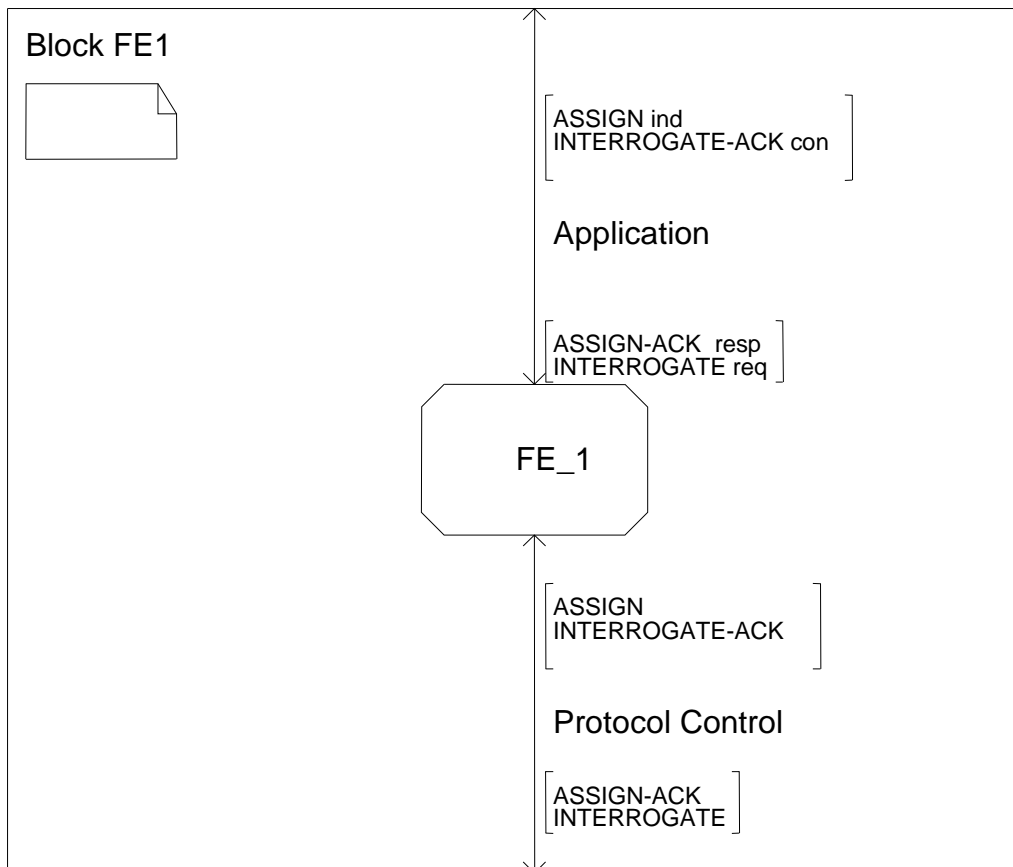 Block FE1
ASSIGN ind
INTERROGATE-ACK con
Application
ASSIGN-ACK  resp
INTERROGATE req
FE_1
ASSIGN
INTERROGATE-ACK
Protocol Control
ASSIGN-ACK
INTERROGATE